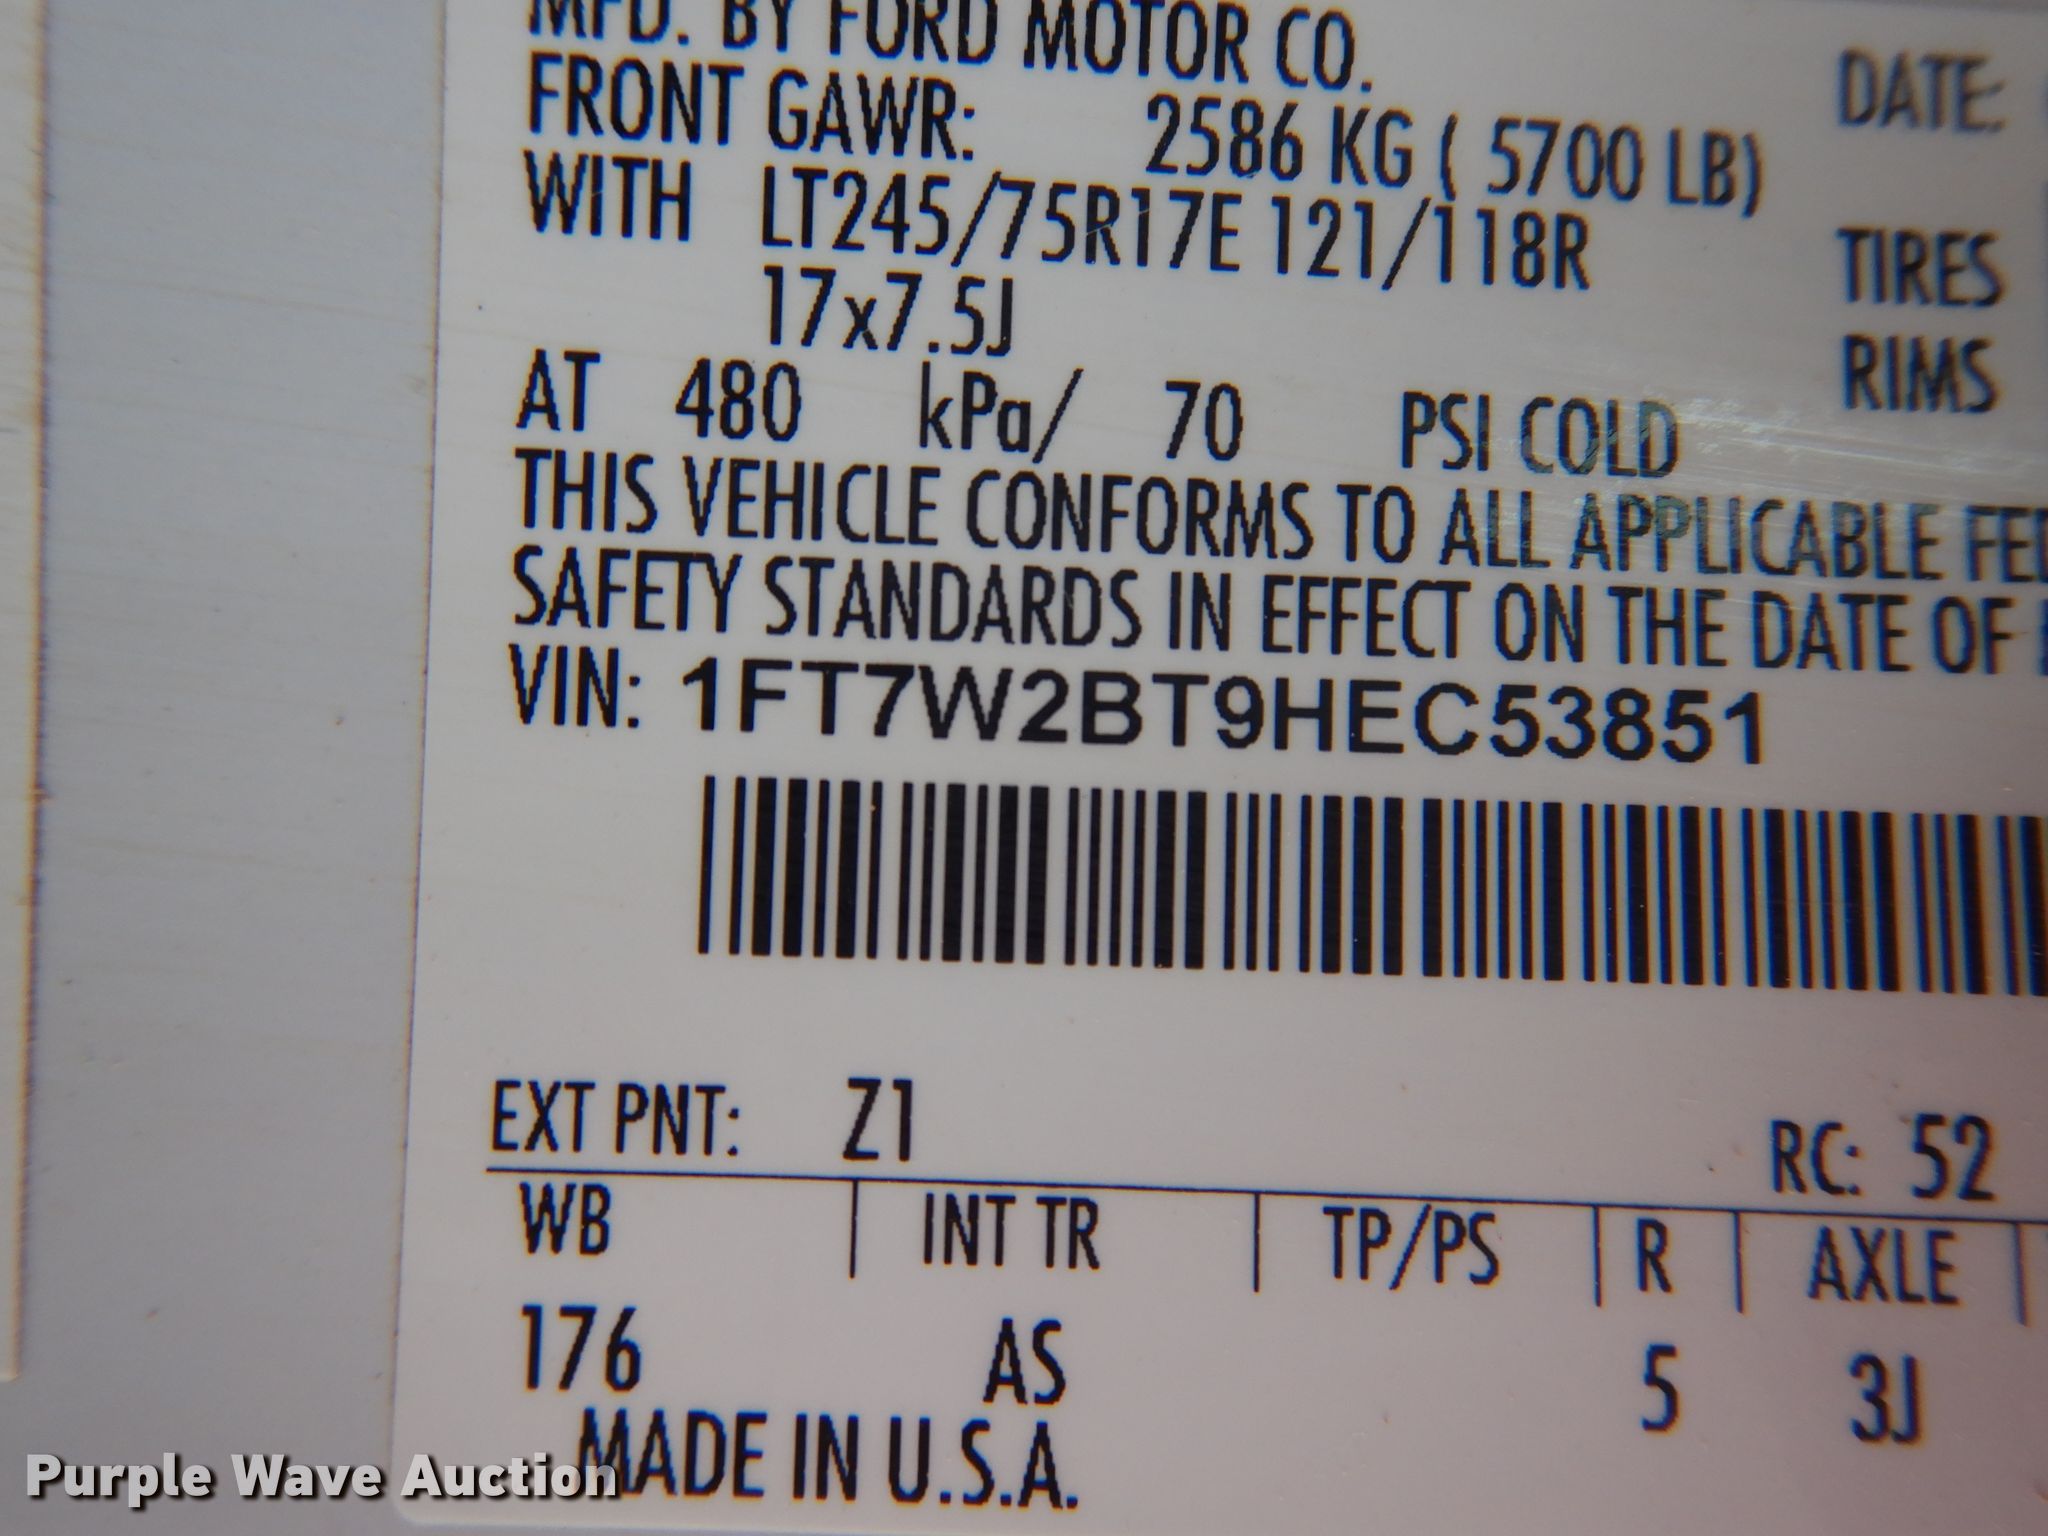 MFD. BY FORD MOTOR CO.
DATE:
FRONT GAWR: 2586 KG ( 5700 LB)
WITH LT245/75R17E 121/118R
TIRES
17x7.5J
RIMS
AT 480 kPa/ 70 PSI COLD
THIS VEHICLE CONFORMS TO ALL APPLICABLE FED
SAFETY STANDARDS IN EFFECT ON THE DATE OF
VIN: 1FT7W2BT9HEC53851
EXT PNT: Z1
RC: 52
WB INT TR TP/PS R AXLE
176 AS 5 3J
MADE IN U.S.A.
Purple Wave Auction